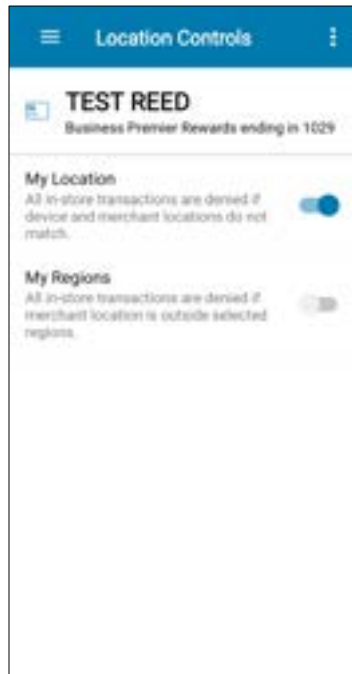 Location Controls
TEST REED
Business Premier Rewards ending in 1029
My Location
All in-store transactions are denied if
device and merchant locations do not
match.
My Regions
All in-store transactions are denied if
merchant location is outside selected
regions.